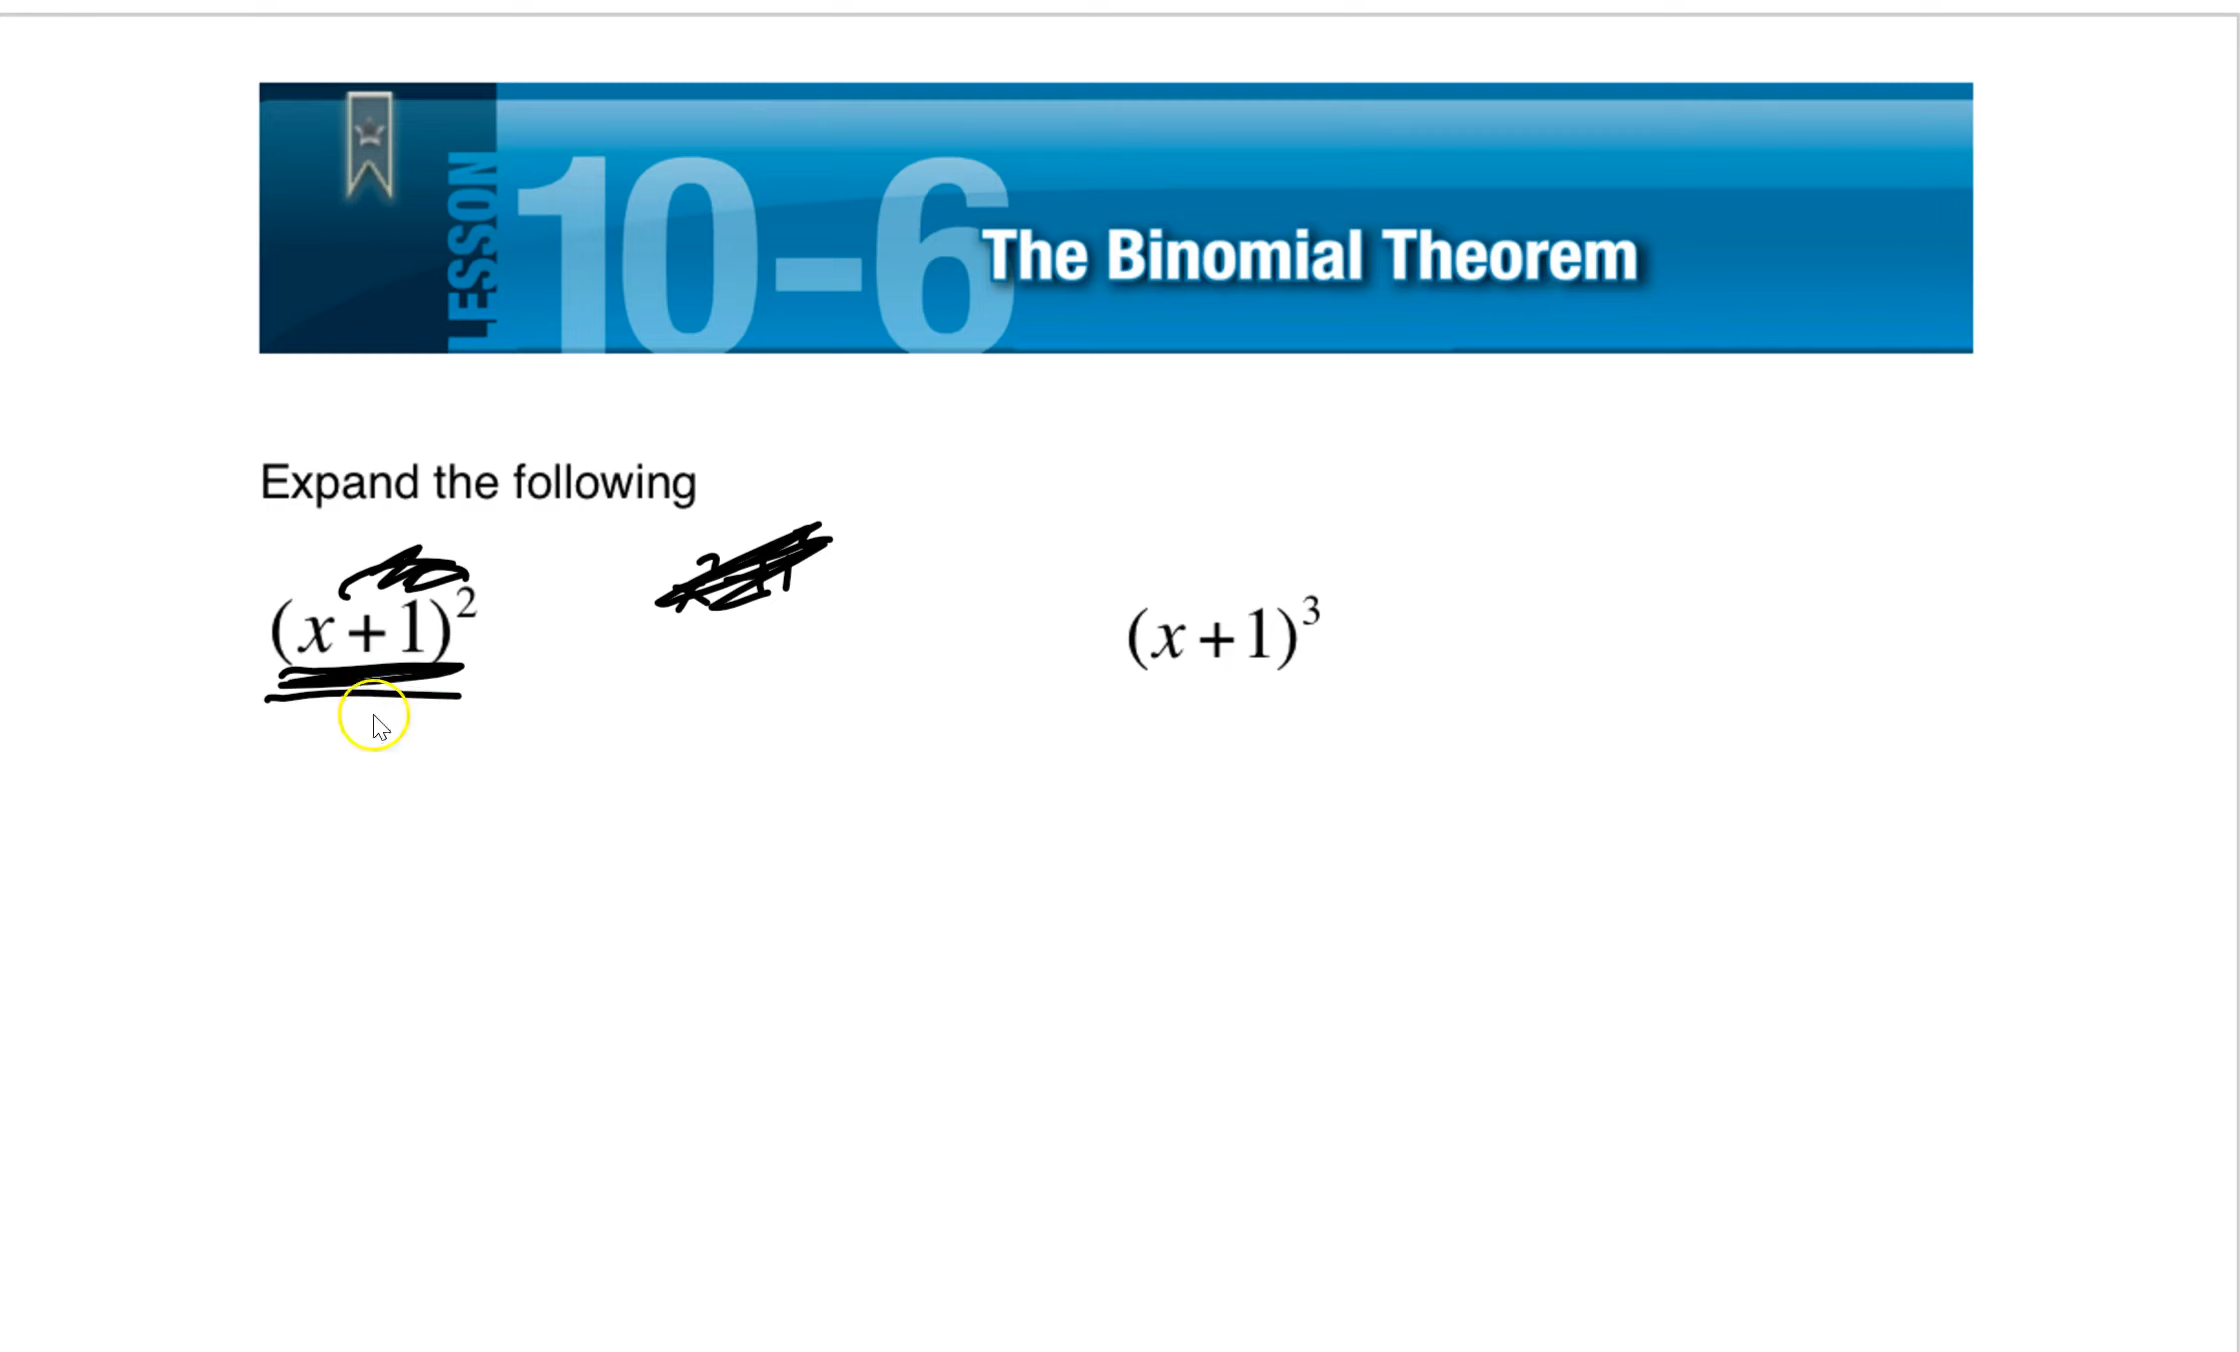 LESSON
10-6 The Binomial Theorem
Expand the following
(x+1)²
(x+1)³